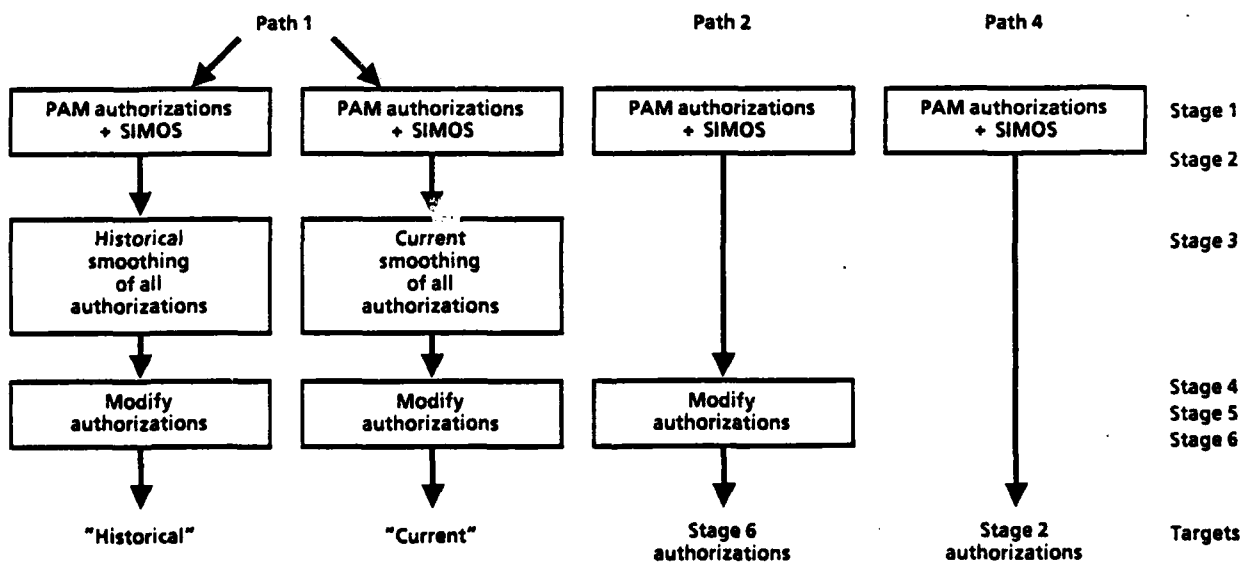 Path 1
Path 2
Path 4
PAM authorizations
+ SIMOS
PAM authorizations
+ SIMOS
PAM authorizations
+ SIMOS
PAM authorizations
+ SIMOS
Stage 1
Stage 2
Historical
smoothing
of all
authorizations
Current
smoothing
of all
authorizations
Stage 3
Modify
authorizations
Modify
authorizations
Modify
authorizations
Stage 4
Stage 5
Stage 6
"Historical"
"Current"
Stage 6
authorizations
Stage 2
authorizations
Targets